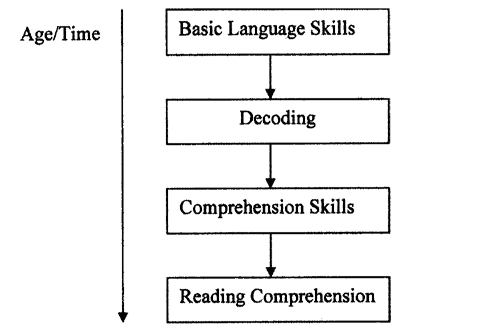 Age/Time
Basic Language Skills
Decoding
Comprehension Skills
Reading Comprehension